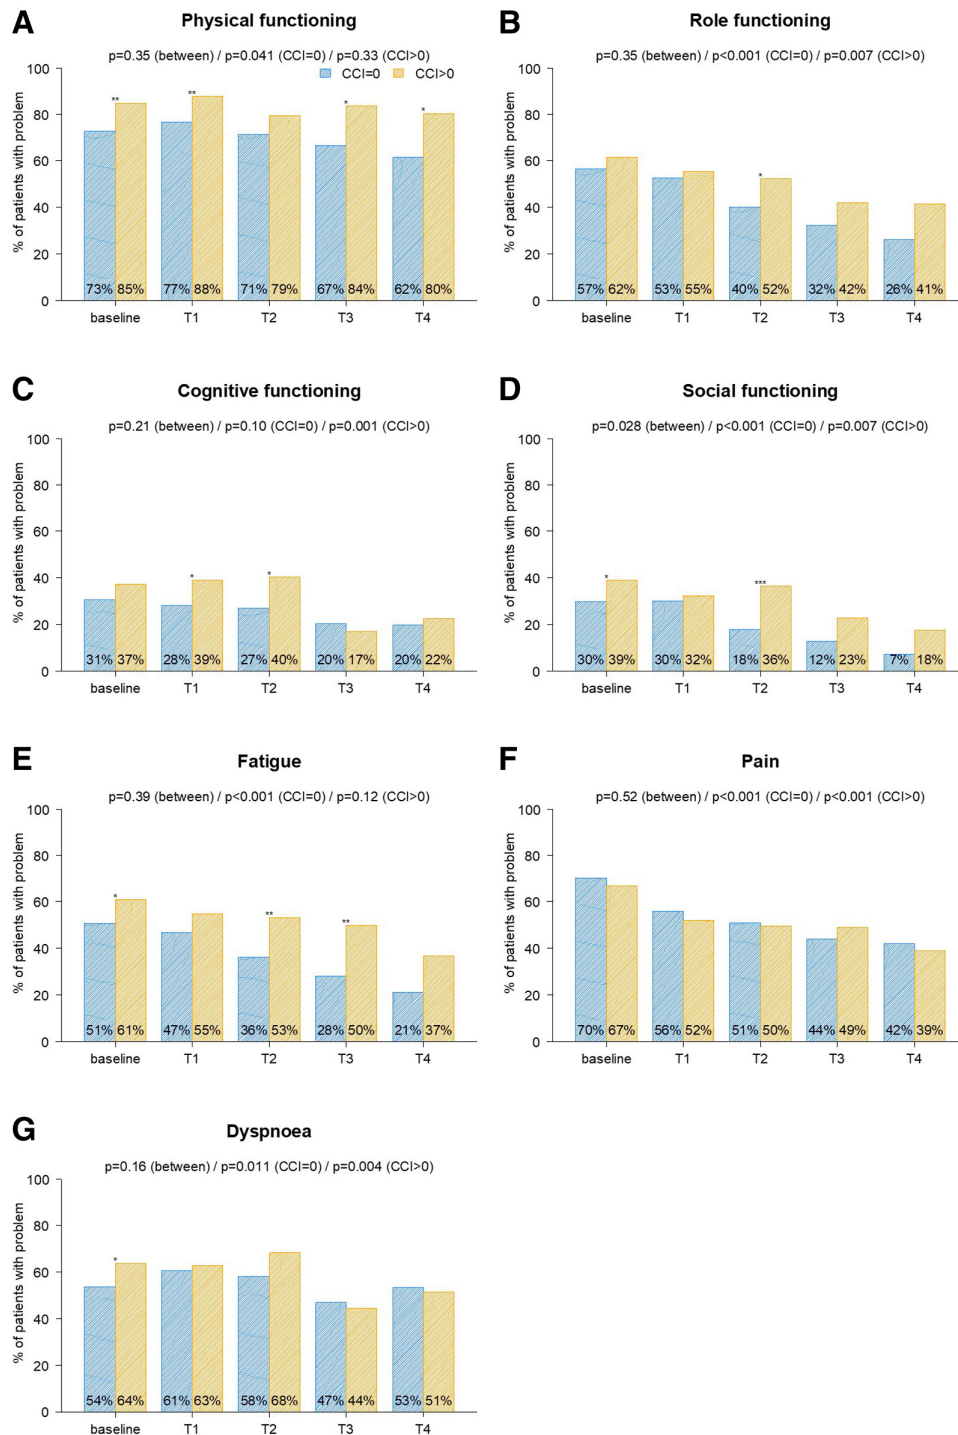 A Physical functioning
p=0.35 (between) / p=0.041 (CCI=0) / p=0.33 (CCI>0)
CCI=0 CCI>0
% of patients with problem
100
80
60
40
20
0
** ** * *
73% 85% 77% 88% 71% 79% 67% 84% 62% 80%
baseline T1 T2 T3 T4
B Role functioning
p=0.35 (between) / p<0.001 (CCI=0) / p=0.007 (CCI>0)
% of patients with problem
100
80
60
40
20
0
*
57% 62% 53% 55% 40% 52% 32% 42% 26% 41%
baseline T1 T2 T3 T4
C Cognitive functioning
p=0.21 (between) / p=0.10 (CCI=0) / p=0.001 (CCI>0)
% of patients with problem
100
80
60
40
20
0
* *
31% 37% 28% 39% 27% 40% 20% 17% 20% 22%
baseline T1 T2 T3 T4
D Social functioning
p=0.028 (between) / p<0.001 (CCI=0) / p=0.007 (CCI>0)
% of patients with problem
100
80
60
40
20
0
* ***
30% 39% 30% 32% 18% 36% 12% 23% 7% 18%
baseline T1 T2 T3 T4
E Fatigue
p=0.39 (between) / p<0.001 (CCI=0) / p=0.12 (CCI>0)
% of patients with problem
100
80
60
40
20
0
* ** **
51% 61% 47% 55% 36% 53% 28% 50% 21% 37%
baseline T1 T2 T3 T4
F Pain
p=0.52 (between) / p<0.001 (CCI=0) / p<0.001 (CCI>0)
% of patients with problem
100
80
60
40
20
0
70% 67% 56% 52% 51% 50% 44% 49% 42% 39%
baseline T1 T2 T3 T4
G Dyspnoea
p=0.16 (between) / p=0.011 (CCI=0) / p=0.004 (CCI>0)
% of patients with problem
100
80
60
40
20
0
*
54% 64% 61% 63% 58% 68% 47% 44% 53% 51%
baseline T1 T2 T3 T4